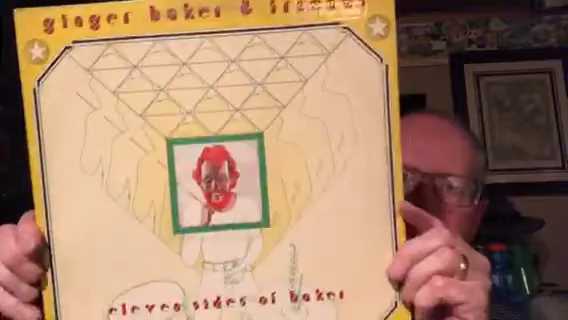 ginger baker & friends
eleven sides of baker